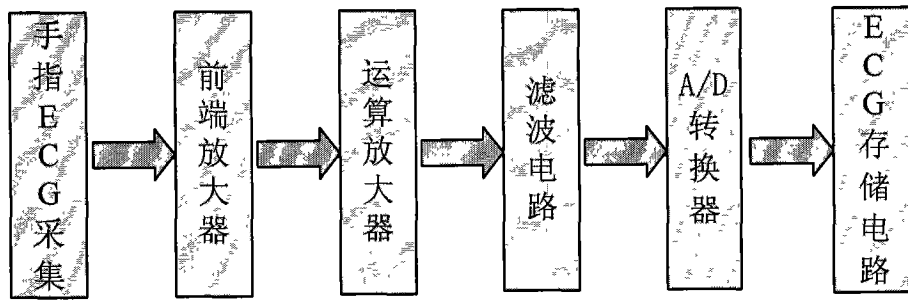 手指ECG采集
前端放大器
运算放大器
滤波电路
A/D转换器
ECG存储电路